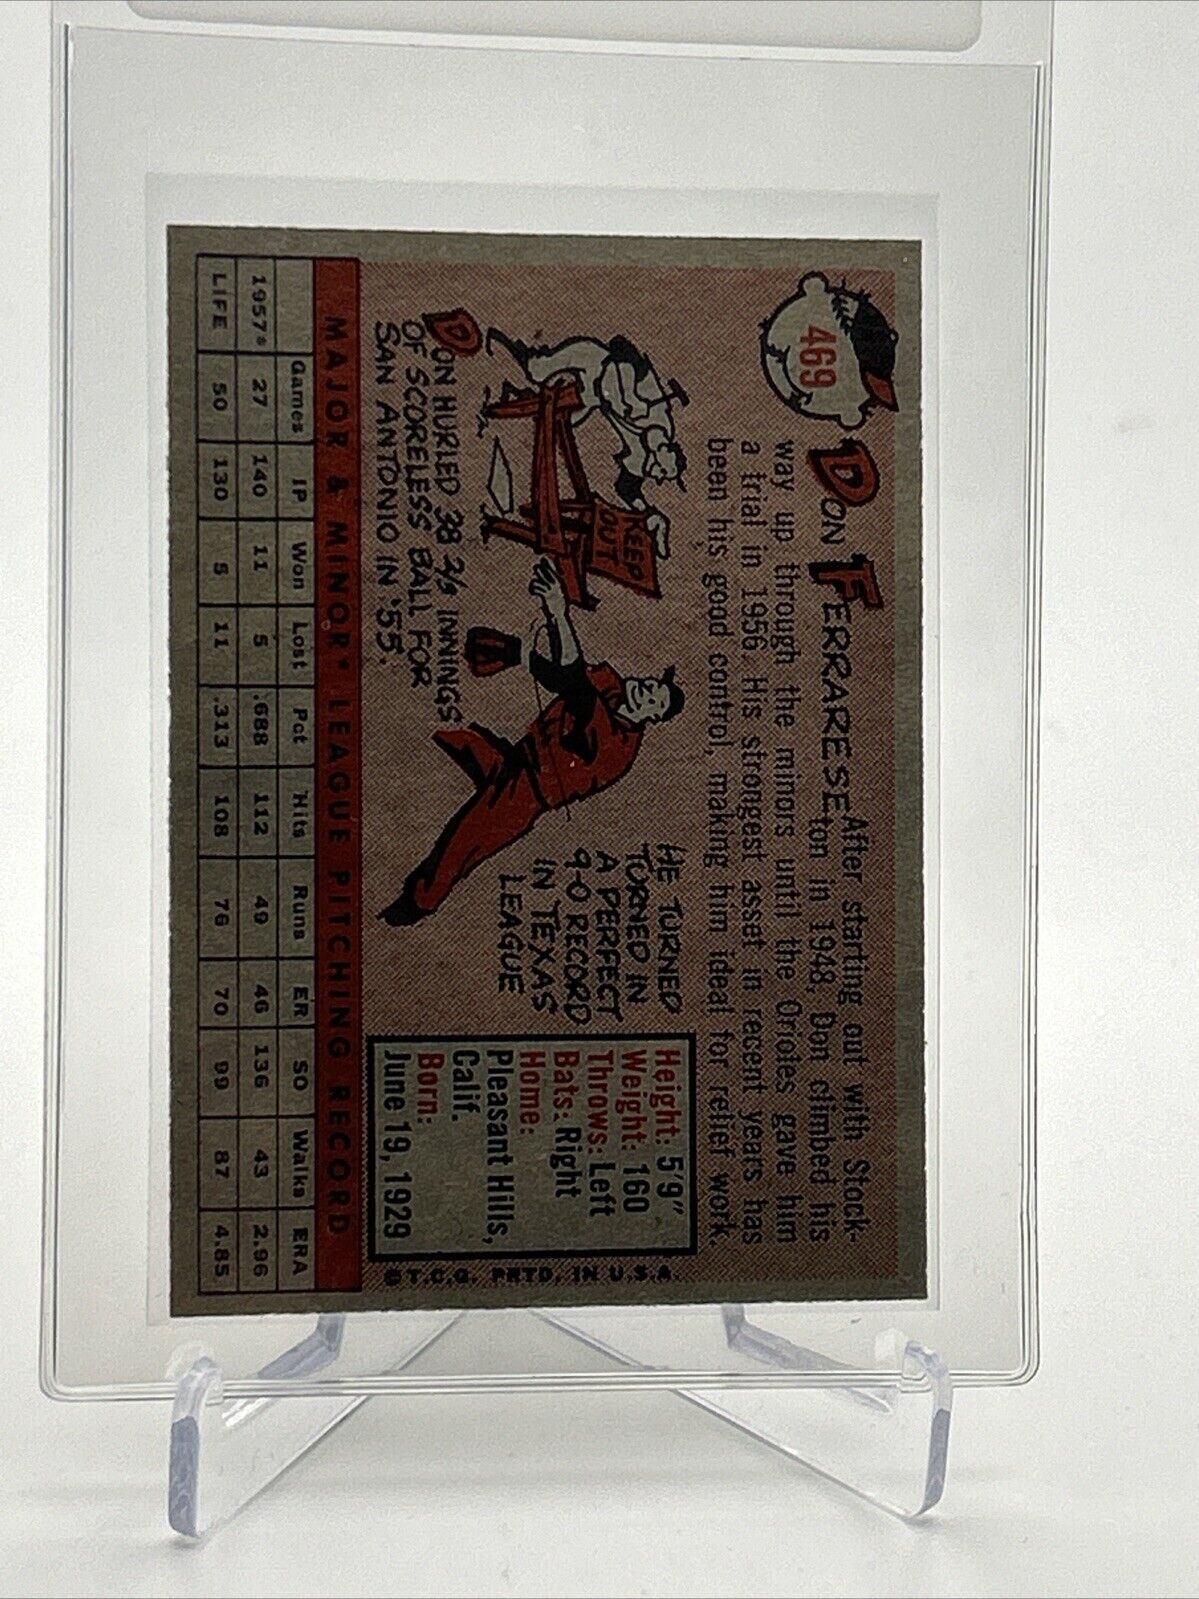 469
DON FERRARESE
After starting out with Stock-
ton in 1948, Don climbed his
way up through the minors until the Orioles gave him
a trial in 1956. His strongest asset in recent years has
been his good control, making him ideal for relief work.
KEEP
OUT
DON HURLED 38 2/3 INNINGS
OF SCORELESS BALL FOR
SAN ANTONIO IN '55.
HE TURNED
TURNED IN
A PERFECT
9-0 RECORD
IN TEXAS
LEAGUE
Height: 5'9"
Weight: 160
Throws: Left
Bats: Right
Home:
Pleasant Hills,
Calif.
Born:
June 19, 1929
© T.C.G. PRTD. IN U.S.A.
MAJOR & MINOR LEAGUE PITCHING RECORD
Games IP Won Lost Pct Hits Runs ER SO Walks ERA
1957* 27 140 11 5 .688 112 49 46 136 43 2.96
LIFE 50 130 5 11 .313 108 76 70 99 87 4.85